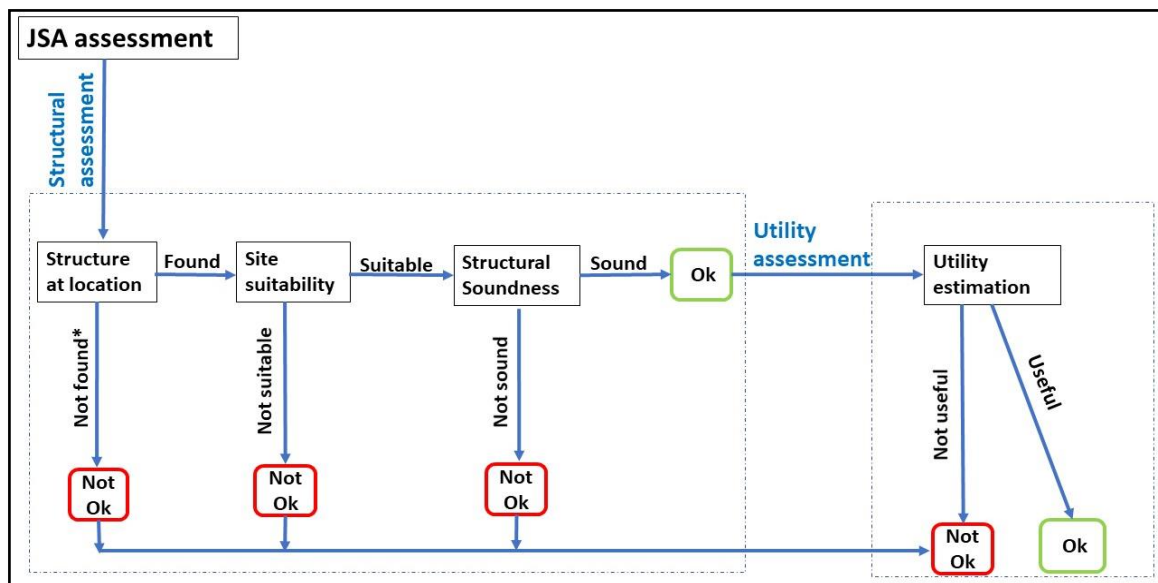 JSA assessment
Structural
assessment
Structure
at location
Found
Site
suitability
Suitable
Structural
Soundness
Sound
Ok
Utility
assessment
Utility
estimation
Not found*
Not suitable
Not sound
Not useful
Useful
Not
Ok
Not
Ok
Not
Ok
Not
Ok
Ok